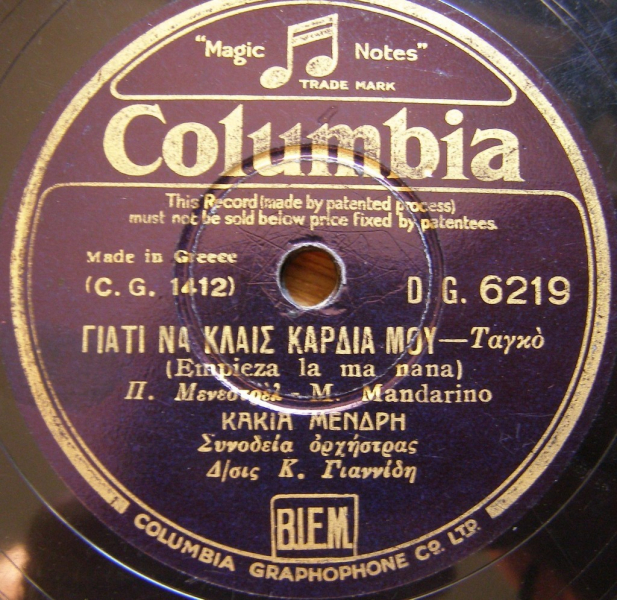 "Magic Notes"
TRADE MARK
Columbia
This Record (made by patented process)
must not be sold below price fixed by patentees.
Made in Greece
(C. G. 1412) D. G. 6219
ΓΙΑΤΙ ΝΑ ΚΛΑΙΣ ΚΑΡΔΙΑ ΜΟΥ—Ταγκὸ
(Empieza la ma nana)
Π. Μενεστρέλ - M. Mandarino
ΚΑΚΙΑ ΜΕΝΔΡΗ
Συνοδεία ὀρχήστρας
Δ/σις Κ. Γιαννίδη
B.I.E.M.
COLUMBIA GRAPHOPHONE CO. LTD.